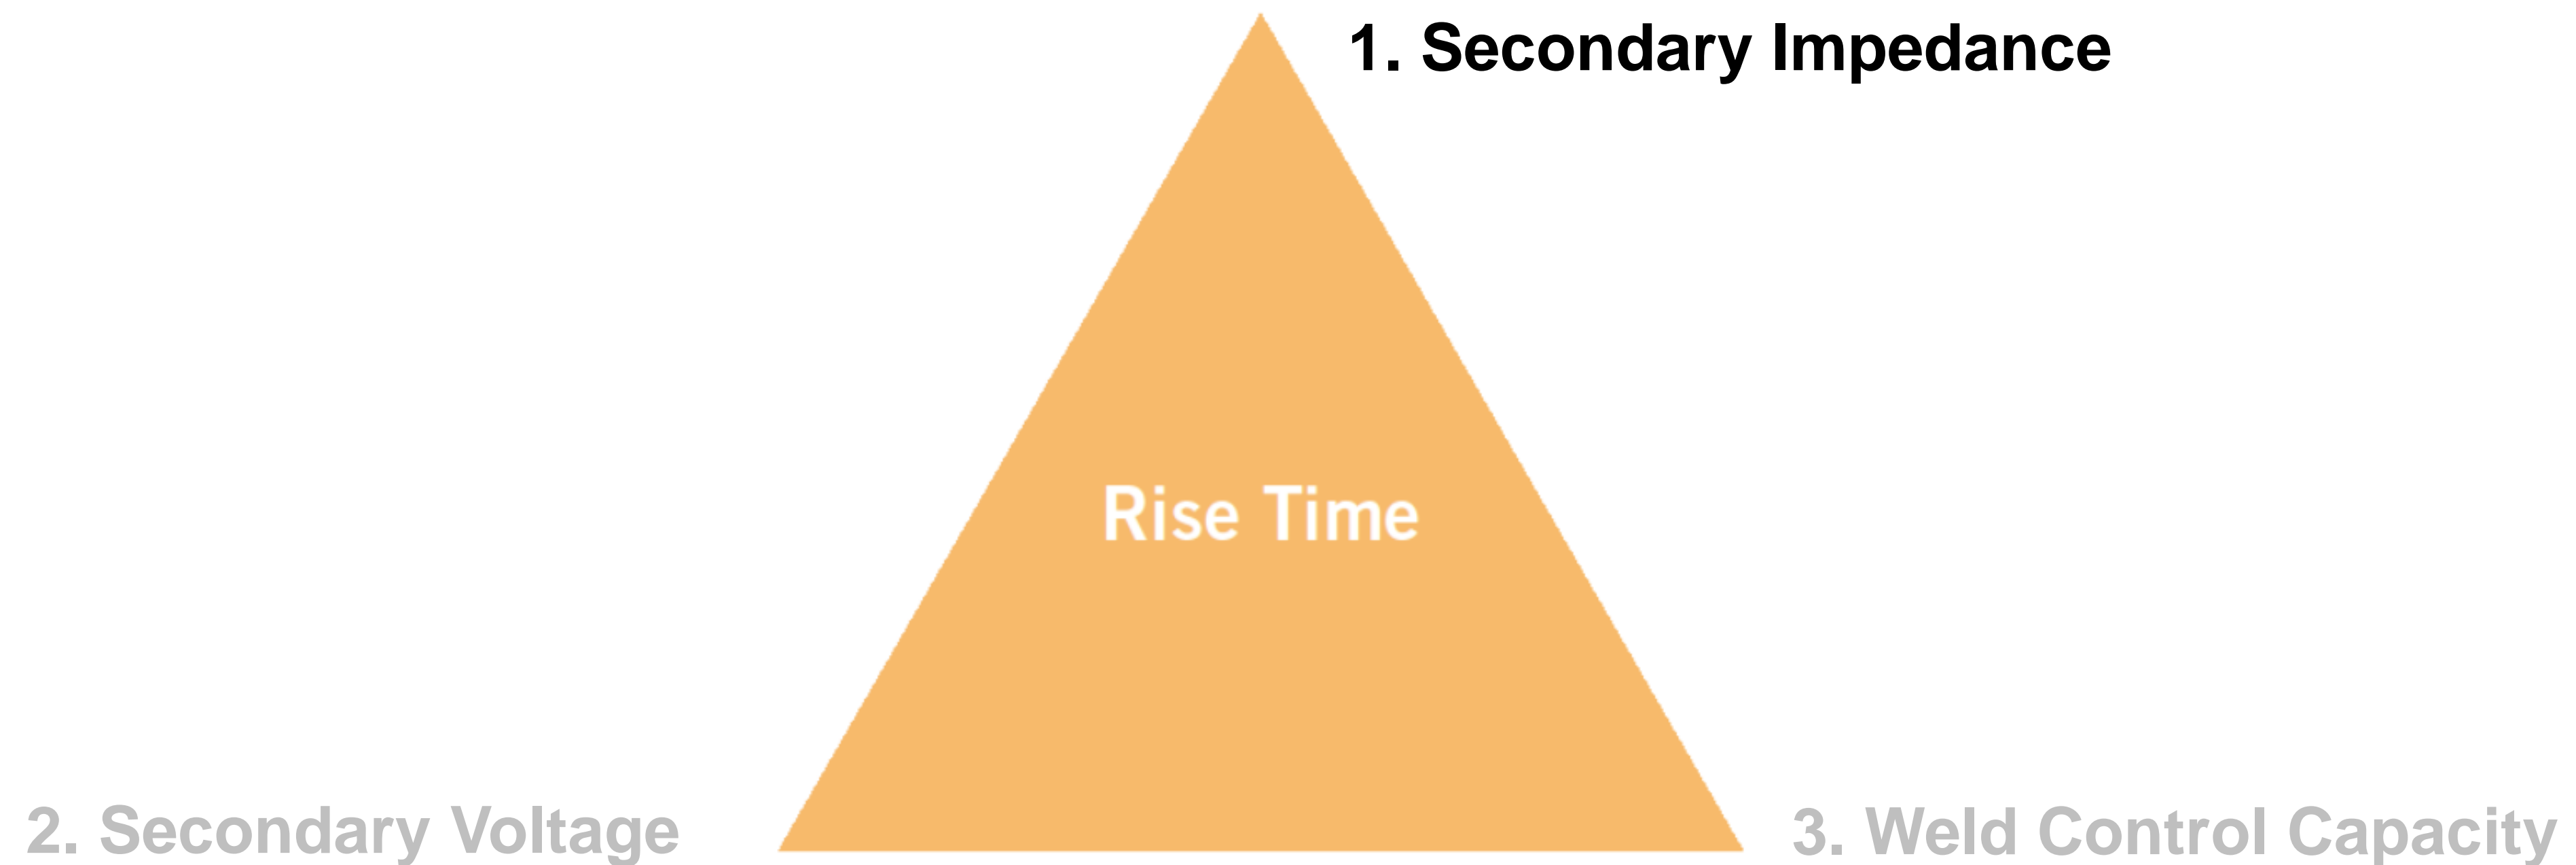 1. Secondary Impedance
Rise Time
2. Secondary Voltage
3. Weld Control Capacity